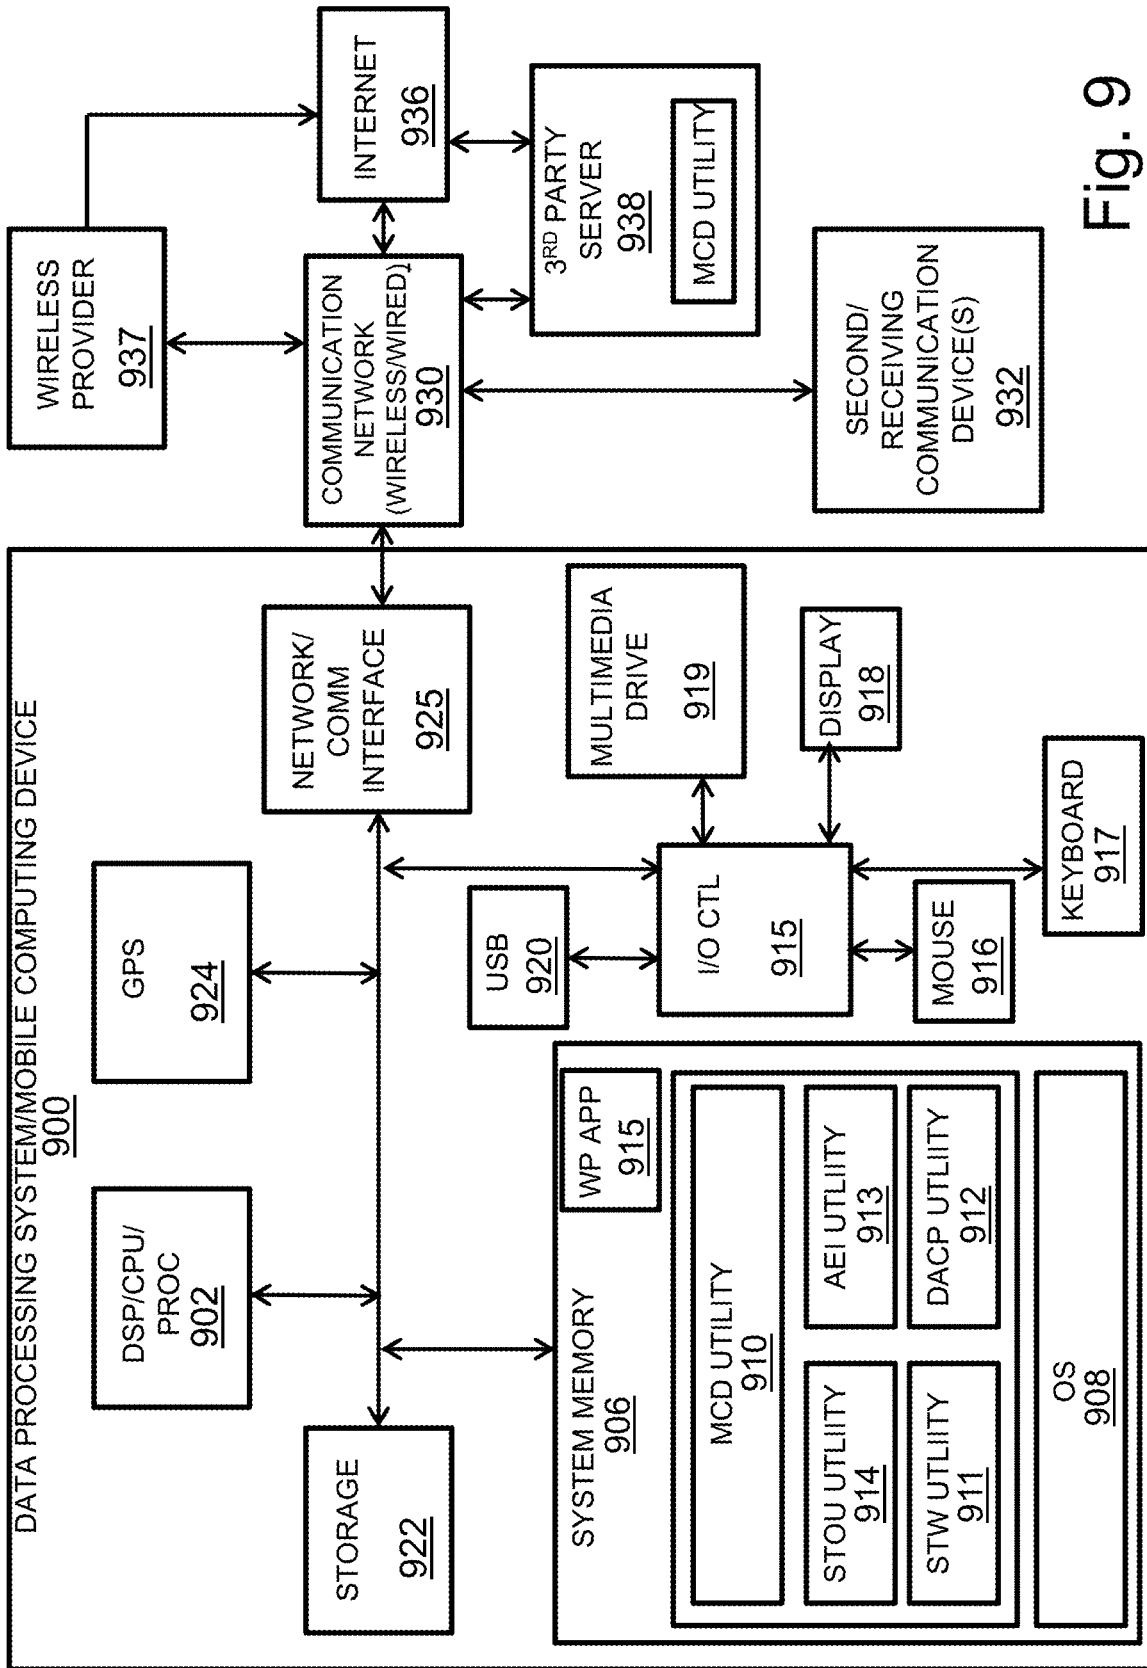 DATA PROCESSING SYSTEM/MOBILE COMPUTING DEVICE
900
DSP/CPU/
PROC
902
GPS
924
STORAGE
922
NETWORK/
COMM
INTERFACE
925
SYSTEM MEMORY
906
WP APP
915
MCD UTILITY
910
STOU UTLIITY
914
AEI UTLIITY
913
STW UTLIITY
911
DACP UTLIITY
912
OS
908
USB
920
I/O CTL
915
MOUSE
916
KEYBOARD
917
DISPLAY
918
MULTIMEDIA
DRIVE
919
WIRELESS
PROVIDER
937
COMMUNICATION
NETWORK
(WIRELESS/WIRED)
930
INTERNET
936
3RD PARTY
SERVER
938
MCD UTILITY
SECOND/
RECEIVING
COMMUNICATION
DEVICE(S)
932
Fig. 9